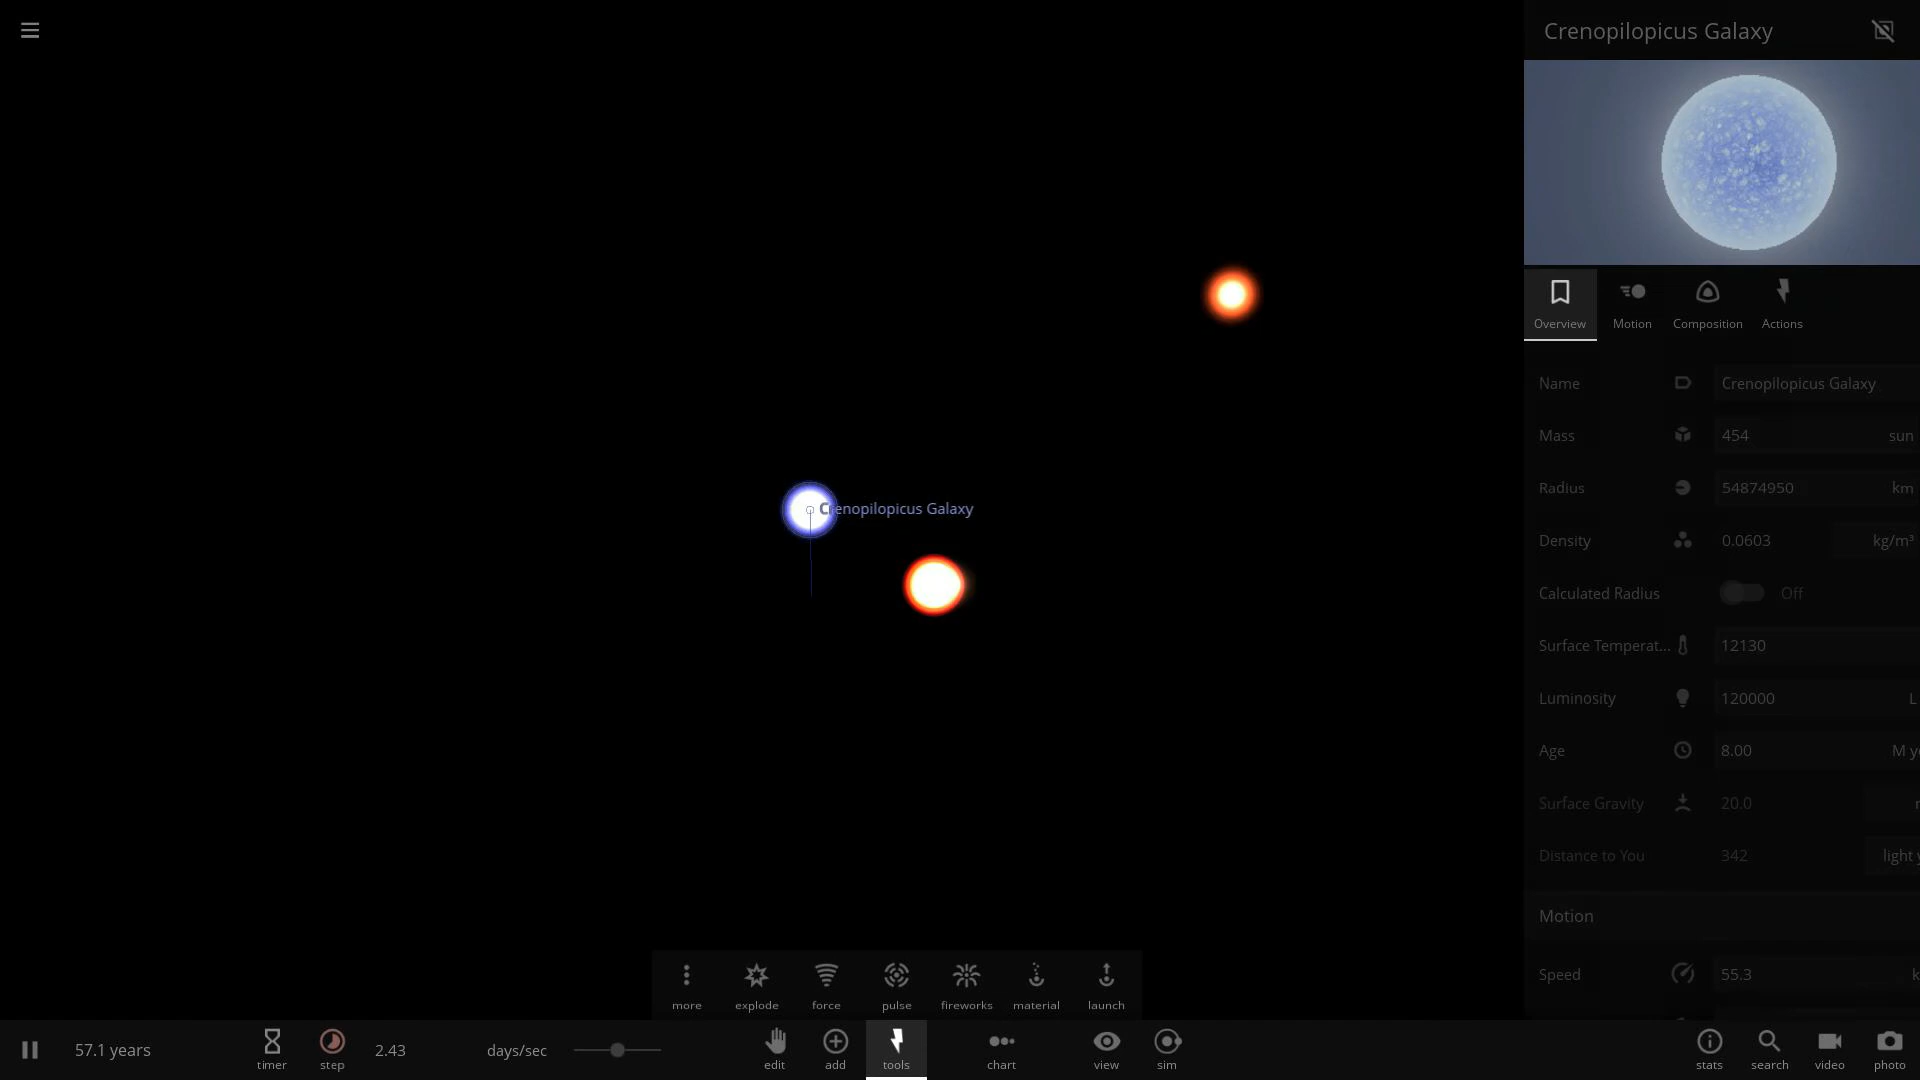 Crenopilopicus Galaxy
Overview
Motion
Composition
Actions
Name
Crenopilopicus Galaxy
Mass
454
sun
Radius
54874950
km
Density
0.0603
kg/m³
Calculated Radius
Off
Surface Temperat...
12130
Luminosity
120000
L
Age
8.00
M
Surface Gravity
20.0
Distance to You
342
light
Motion
Speed
55.3
Crenopilopicus Galaxy
more
explode
force
pulse
fireworks
material
launch
57.1 years
timer
step
2.43
days/sec
edit
add
tools
chart
view
sim
stats
search
video
photo